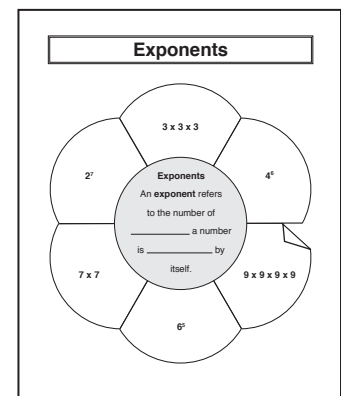 Exponents
3 x 3 x 3
2⁷
4⁶
Exponents
An exponent refers
to the number of
__________ a number
is __________ by
itself.
7 x 7
9 x 9 x 9 x 9
6⁵